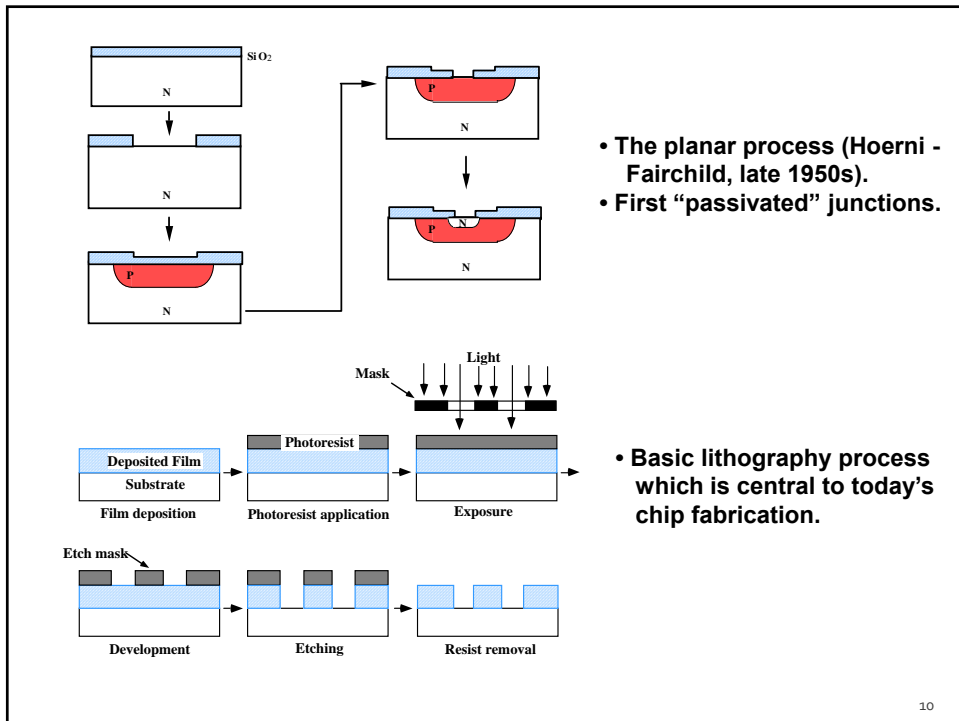 SiO2
N
N
P
N
P
N
P
N
N
• The planar process (Hoerni -
Fairchild, late 1950s).
• First “passivated” junctions.
Light
Mask
Photoresist
Deposited Film
Substrate
Film deposition
Photoresist application
Exposure
• Basic lithography process
which is central to today’s
chip fabrication.
Etch mask
Development
Etching
Resist removal
10